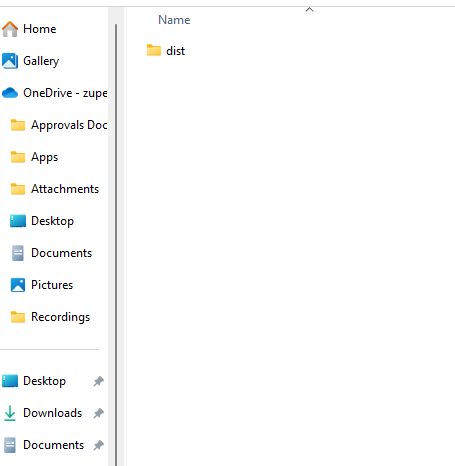 Name
dist
Home
Gallery
OneDrive - zupe
Approvals Doc
Apps
Attachments
Desktop
Documents
Pictures
Recordings
Desktop
Downloads
Documents